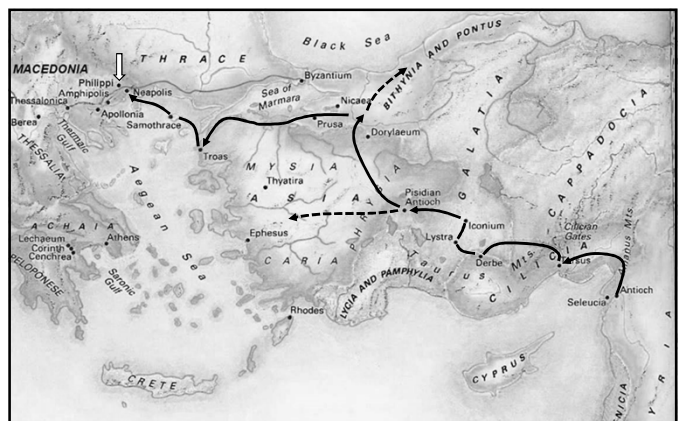 Black Sea
THRACE
BITHYNIA AND PONTUS
MACEDONIA
Byzantium
Philippi
Amphipolis
Neapolis
Sea of
Marmara
Nicaea
Thessalonica
Apollonia
Samothrace
Prusa
Berea
Thermaic
Gulf
Dorylaeum
GALATIA
CAPPADOCIA
THESSALIA
Troas
MYSIA
Aegean Sea
Thyatira
ASIA
PHRYGIA
Pisidian
Antioch
ACHAIA
Iconium
Cilician
Gates
Lystra
Lechaeum
Corinth
Cenchrea
Athens
Ephesus
Derbe
Tarsus
CARIA
Taurus Mts.
CILICIA
PELOPONESE
Saronic
Gulf
LYCIA AND PAMPHYLIA
Seleucia
Antioch
Rhodes
CRETE
CYPRUS